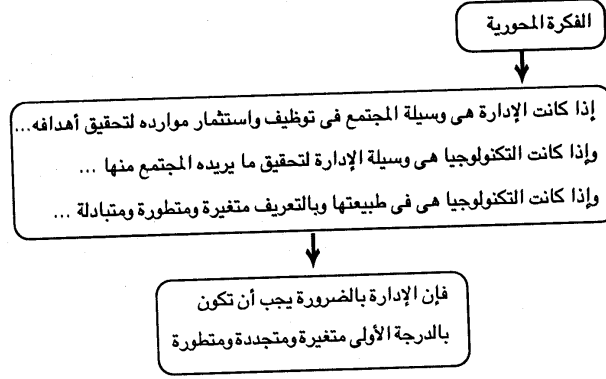 الفكرة المحورية
إذا كانت الإدارة هى وسيلة المجتمع فى توظيف واستثمار موارده لتحقيق أهدافه...
وإذا كانت التكنولوجيا هى وسيلة الإدارة لتحقيق ما يريده المجتمع منها ...
وإذا كانت التكنولوجيا هى فى طبيعتها وبالتعريف متغيرة ومتطورة ومتبادلة ...
فإن الإدارة بالضرورة يجب أن تكون
بالدرجة الأولى متغيرة ومتجددة ومتطورة